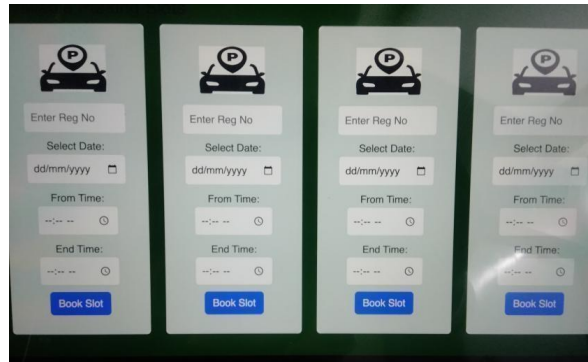 P
Enter Reg No
Select Date:
dd/mm/yyyy
From Time:
--:-- --
End Time:
--:-- --
Book Slot
P
Enter Reg No
Select Date:
dd/mm/yyyy
From Time:
--:-- --
End Time:
--:-- --
Book Slot
P
Enter Reg No
Select Date:
dd/mm/yyyy
From Time:
--:-- --
End Time:
--:-- --
Book Slot
P
Enter Reg No
Select Date:
dd/mm/yyyy
From Time:
--:-- --
End Time:
--:-- --
Book Slot